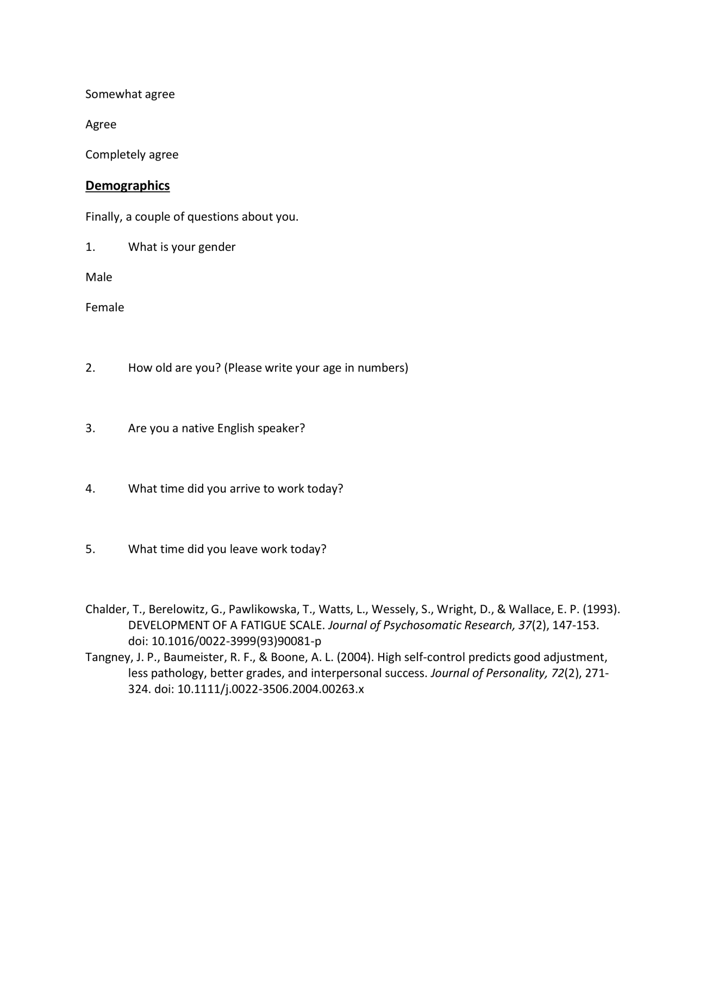 Somewhat agree
Agree
Completely agree
Demographics
Finally, a couple of questions about you.
1. What is your gender
Male
Female
2. How old are you? (Please write your age in numbers)
3. Are you a native English speaker?
4. What time did you arrive to work today?
5. What time did you leave work today?
Chalder, T., Berelowitz, G., Pawlikowska, T., Watts, L., Wessely, S., Wright, D., & Wallace, E. P. (1993).
DEVELOPMENT OF A FATIGUE SCALE. Journal of Psychosomatic Research, 37(2), 147-153.
doi: 10.1016/0022-3999(93)90081-p
Tangney, J. P., Baumeister, R. F., & Boone, A. L. (2004). High self-control predicts good adjustment,
less pathology, better grades, and interpersonal success. Journal of Personality, 72(2), 271-
324. doi: 10.1111/j.0022-3506.2004.00263.x